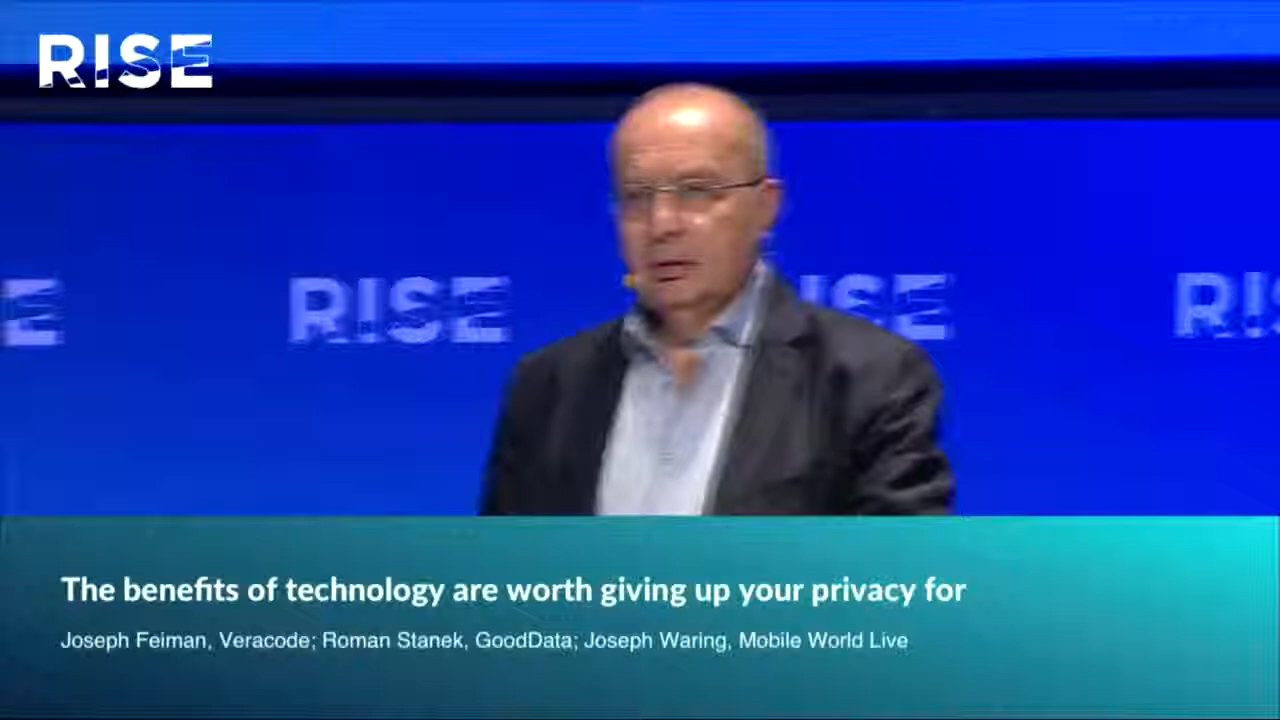 RISE
RISE
The benefits of technology are worth giving up your privacy for
Joseph Feiman, Veracode; Roman Stanek, GoodData; Joseph Waring, Mobile World Live